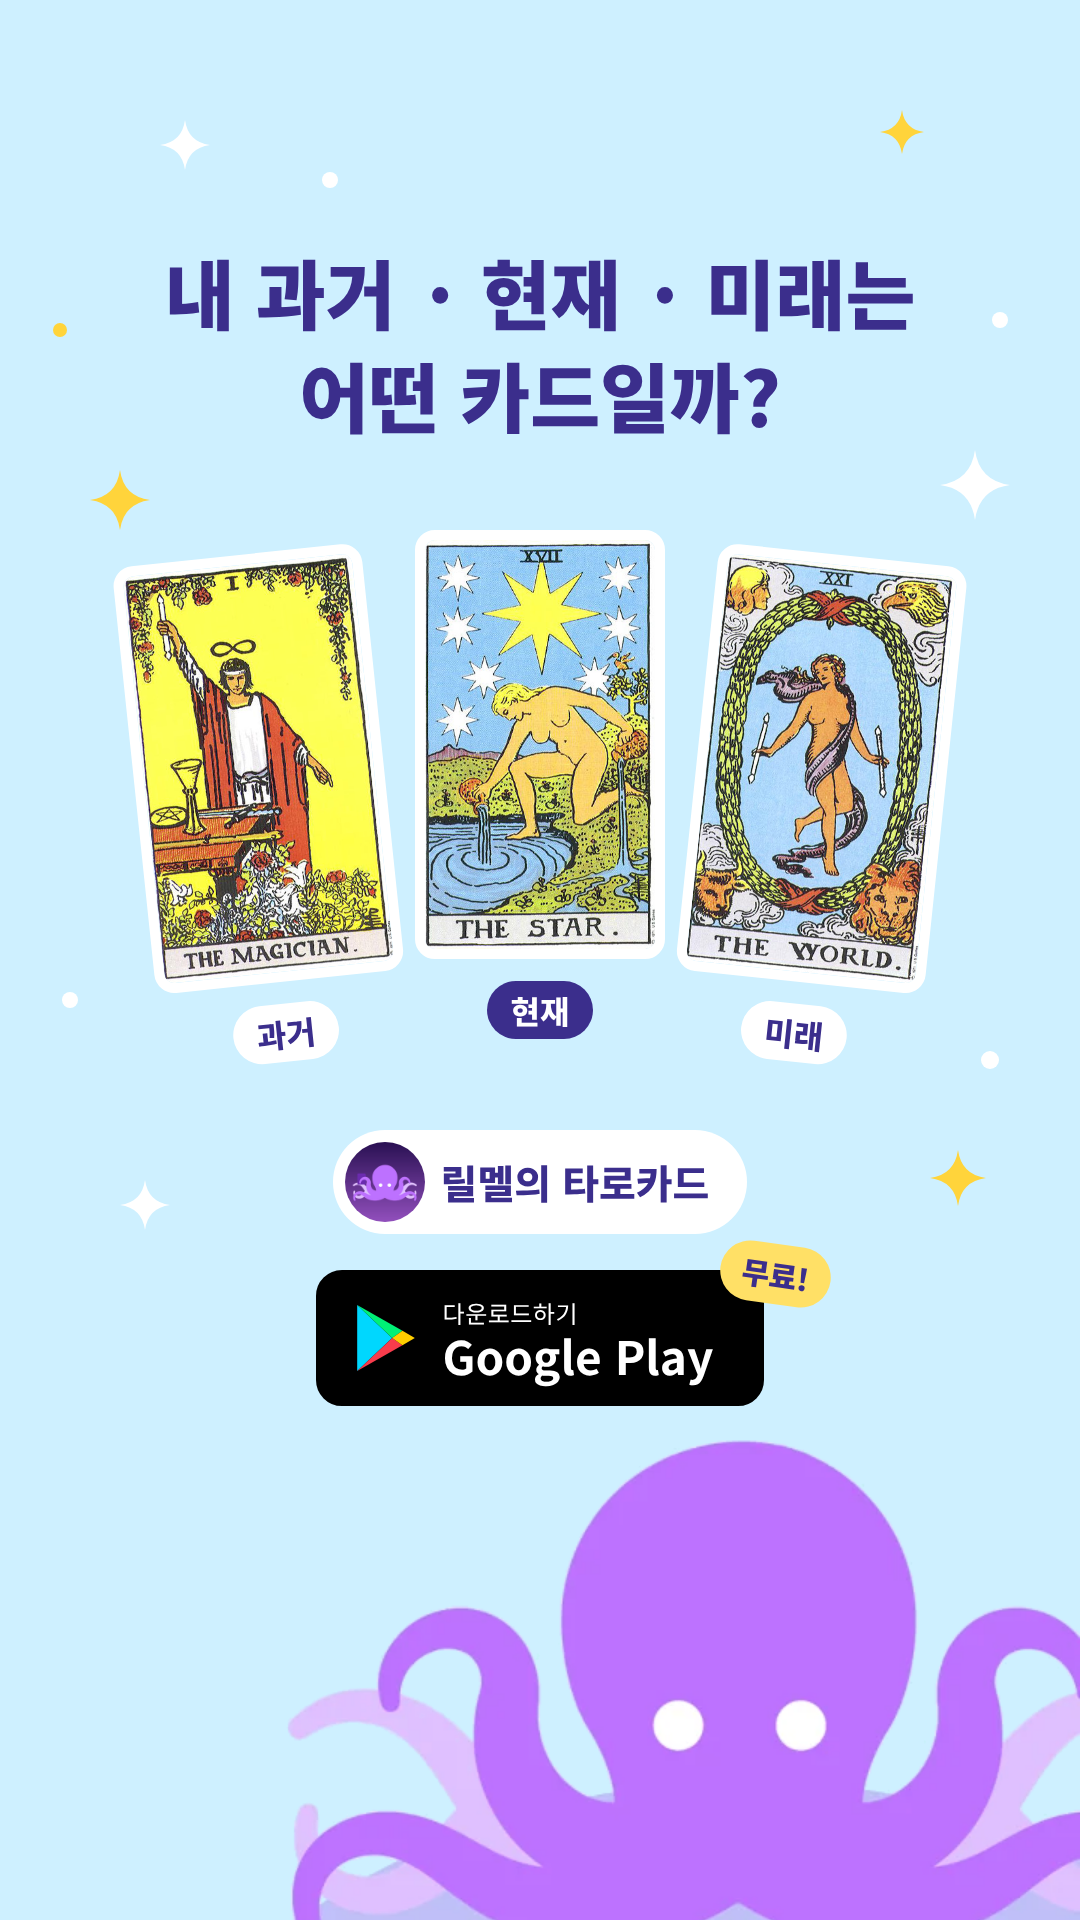 내 과거 · 현재 · 미래는
어떤 카드일까?
I
XVII
XXI
THE MAGICIAN.
THE STAR.
THE WORLD.
과거
현재
미래
릴멜의 타로카드
무료!
다운로드하기
Google Play